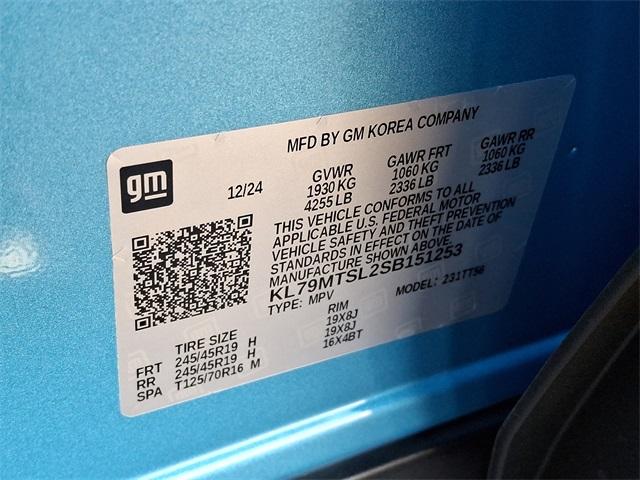 MFD BY GM KOREA COMPANY
gm
12/24
GVWR GAWR FRT GAWR RR
1930 KG 1060 KG 1060 KG
4255 LB 2336 LB 2336 LB
THIS VEHICLE CONFORMS TO ALL
APPLICABLE U.S. FEDERAL MOTOR
VEHICLE SAFETY AND THEFT PREVENTION
STANDARDS IN EFFECT ON THE DATE OF
MANUFACTURE SHOWN ABOVE.
KL79MTSL2SB151253
TYPE: MPV MODEL: 231TT56
TIRE SIZE RIM
FRT 245/45R19 H 19X8J
RR 245/45R19 H 19X8J
SPA T125/70R16 M 16X4BT